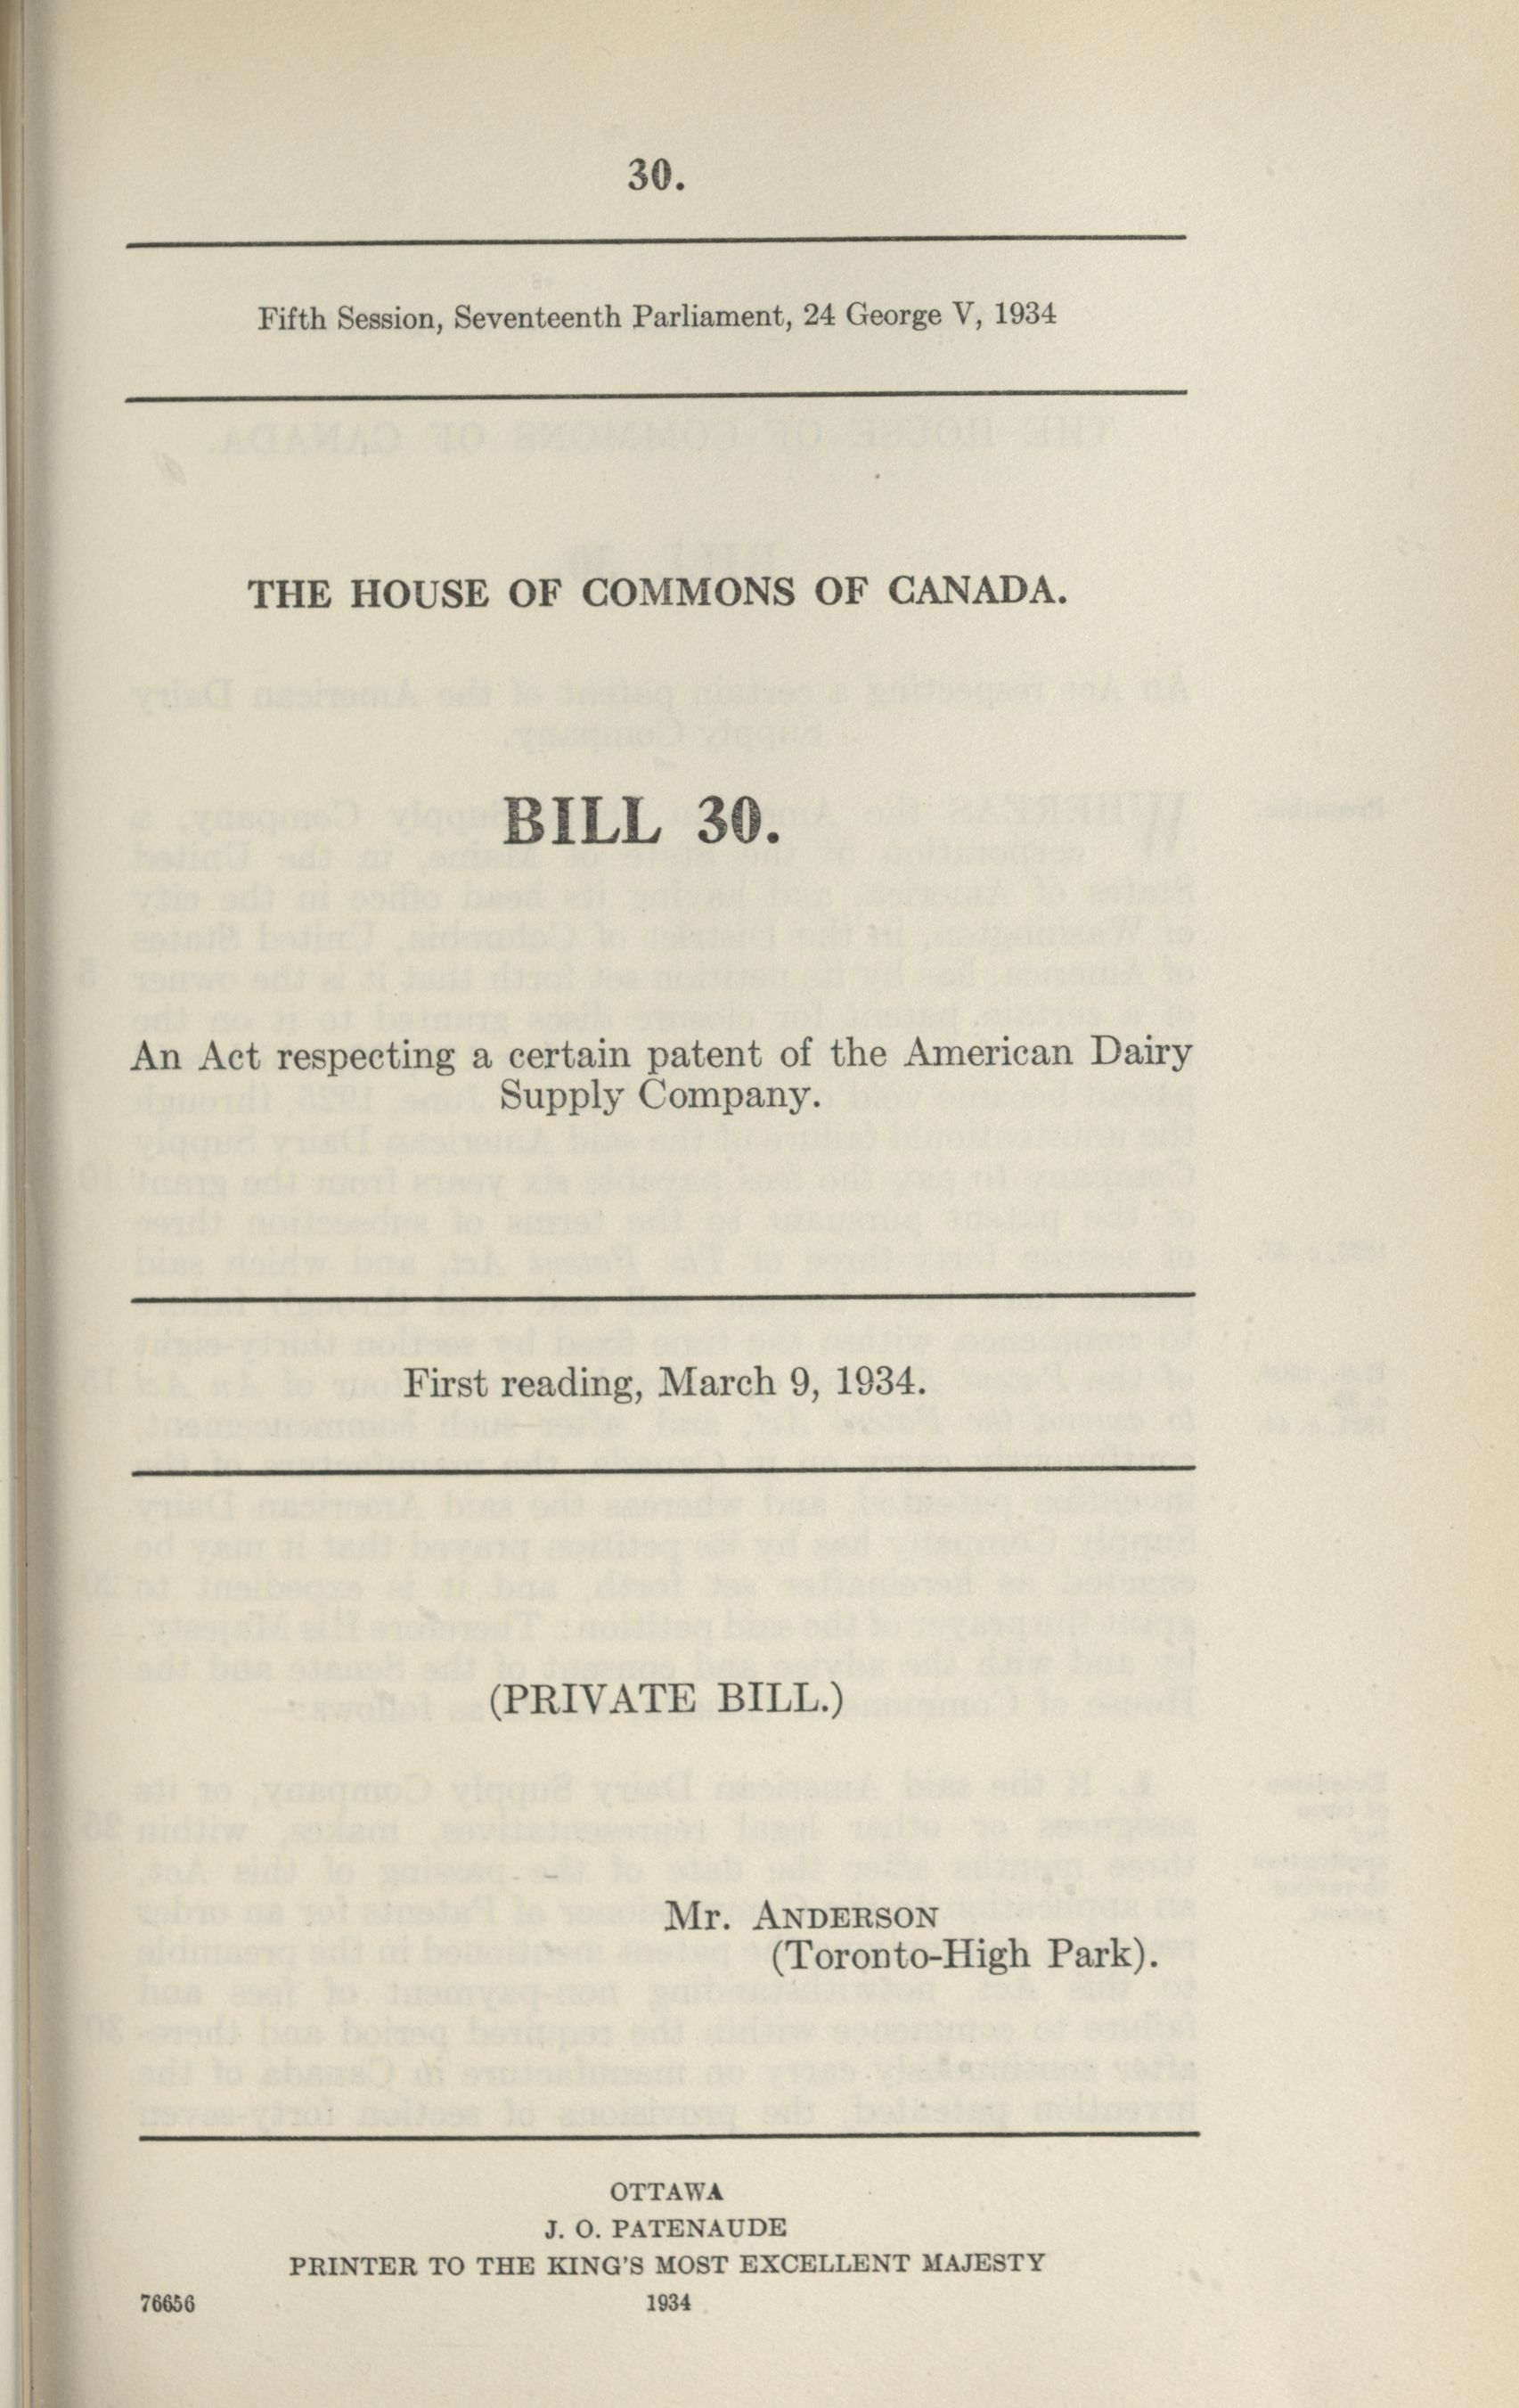 30.
Fifth Session, Seventeenth Parliament, 24 George V, 1934
THE HOUSE OF COMMONS OF CANADA.
BILL 30.
An Act respecting a certain patent of the American Dairy
Supply Company.
First reading, March 9, 1934.
(PRIVATE BILL.)
Mr. ANDERSON
(Toronto-High Park).
OTTAWA
J. O. PATENAUDE
PRINTER TO THE KING'S MOST EXCELLENT MAJESTY
76656 1934